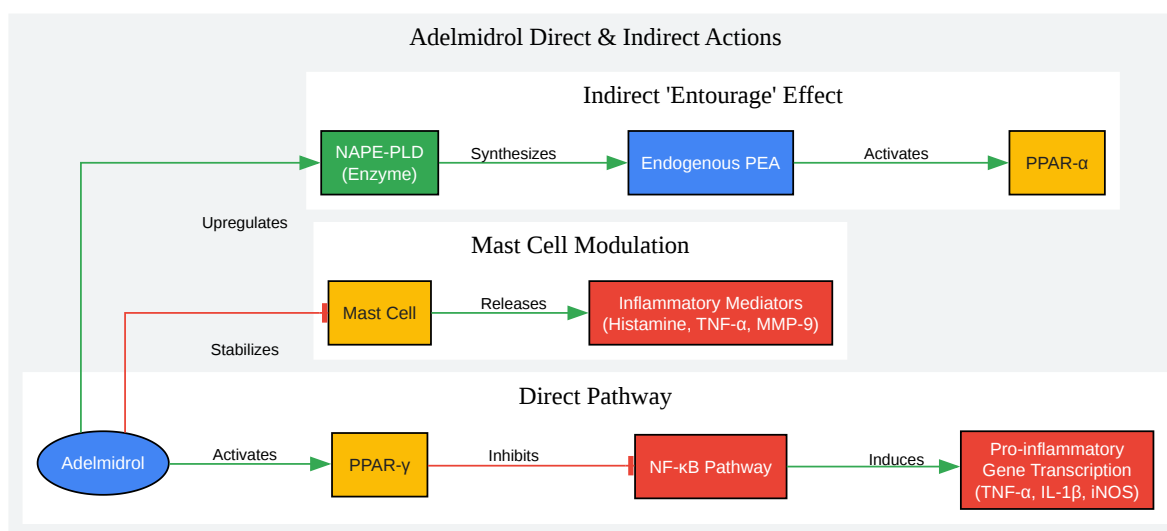 Adelmidrol Direct & Indirect Actions
Indirect 'Entourage' Effect
NAPE-PLD
(Enzyme)
Synthesizes
Endogenous PEA
Activates
PPAR-α
Upregulates
Mast Cell Modulation
Mast Cell
Releases
Inflammatory Mediators
(Histamine, TNF-α, MMP-9)
Stabilizes
Direct Pathway
Adelmidrol
Activates
PPAR-γ
Inhibits
NF-κB Pathway
Induces
Pro-inflammatory
Gene Transcription
(TNF-α, IL-1β, iNOS)